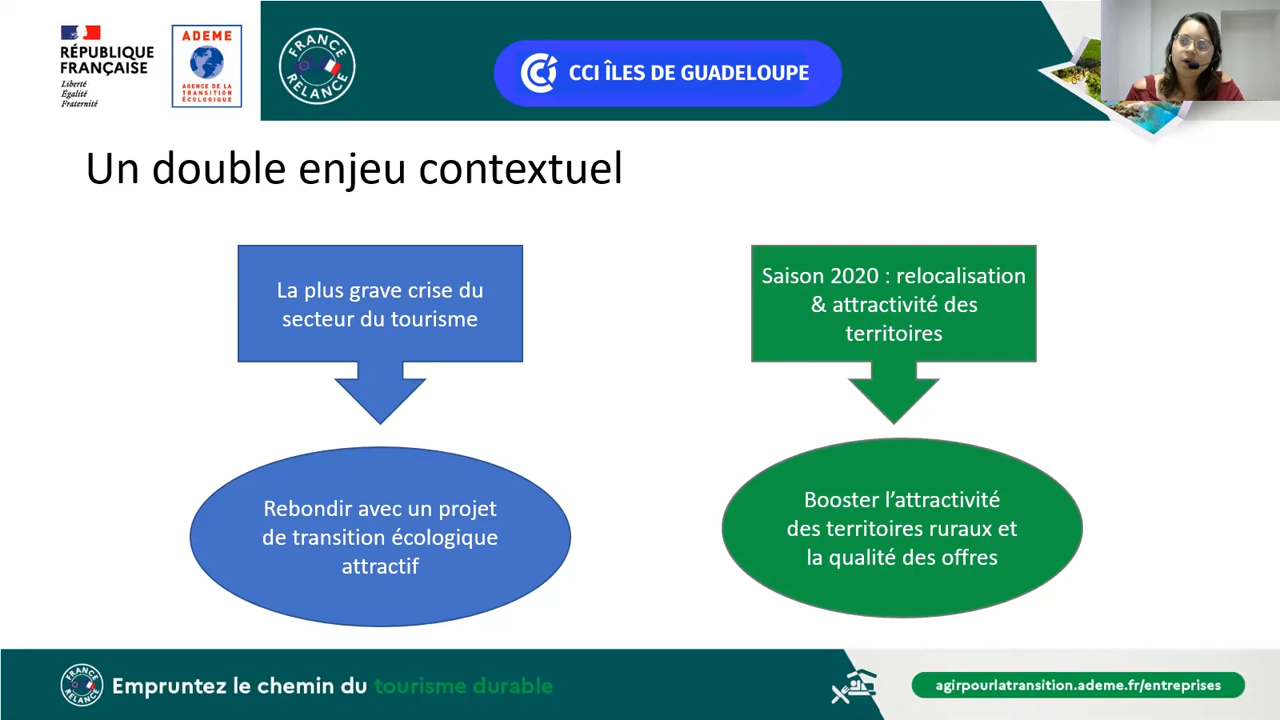 RÉPUBLIQUE
FRANÇAISE
Liberté
Égalité
Fraternité
ADEME
AGENCE DE LA
TRANSITION
ÉCOLOGIQUE
FRANCE
RELANCE
CCI ÎLES DE GUADELOUPE
Un double enjeu contextuel
La plus grave crise du
secteur du tourisme
Saison 2020 : relocalisation
& attractivité des
territoires
Rebondir avec un projet
de transition écologique
attractif
Booster l’attractivité
des territoires ruraux et
la qualité des offres
FRANCE
RELANCE
Empruntez le chemin du tourisme durable
agirpourlatransition.ademe.fr/entreprises